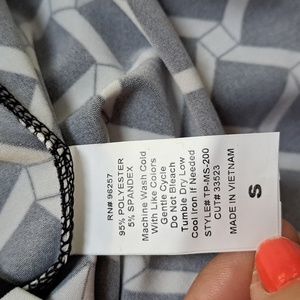 RN# 96257
95% POLYESTER
5% SPANDEX
Machine Wash Cold
With Like Colors
Gentle Cycle
Do Not Bleach
Tumble Dry Low
Cool Iron if Needed
STYLE# TP-MS-200
CUT# 33523
MADE IN VIETNAM
S